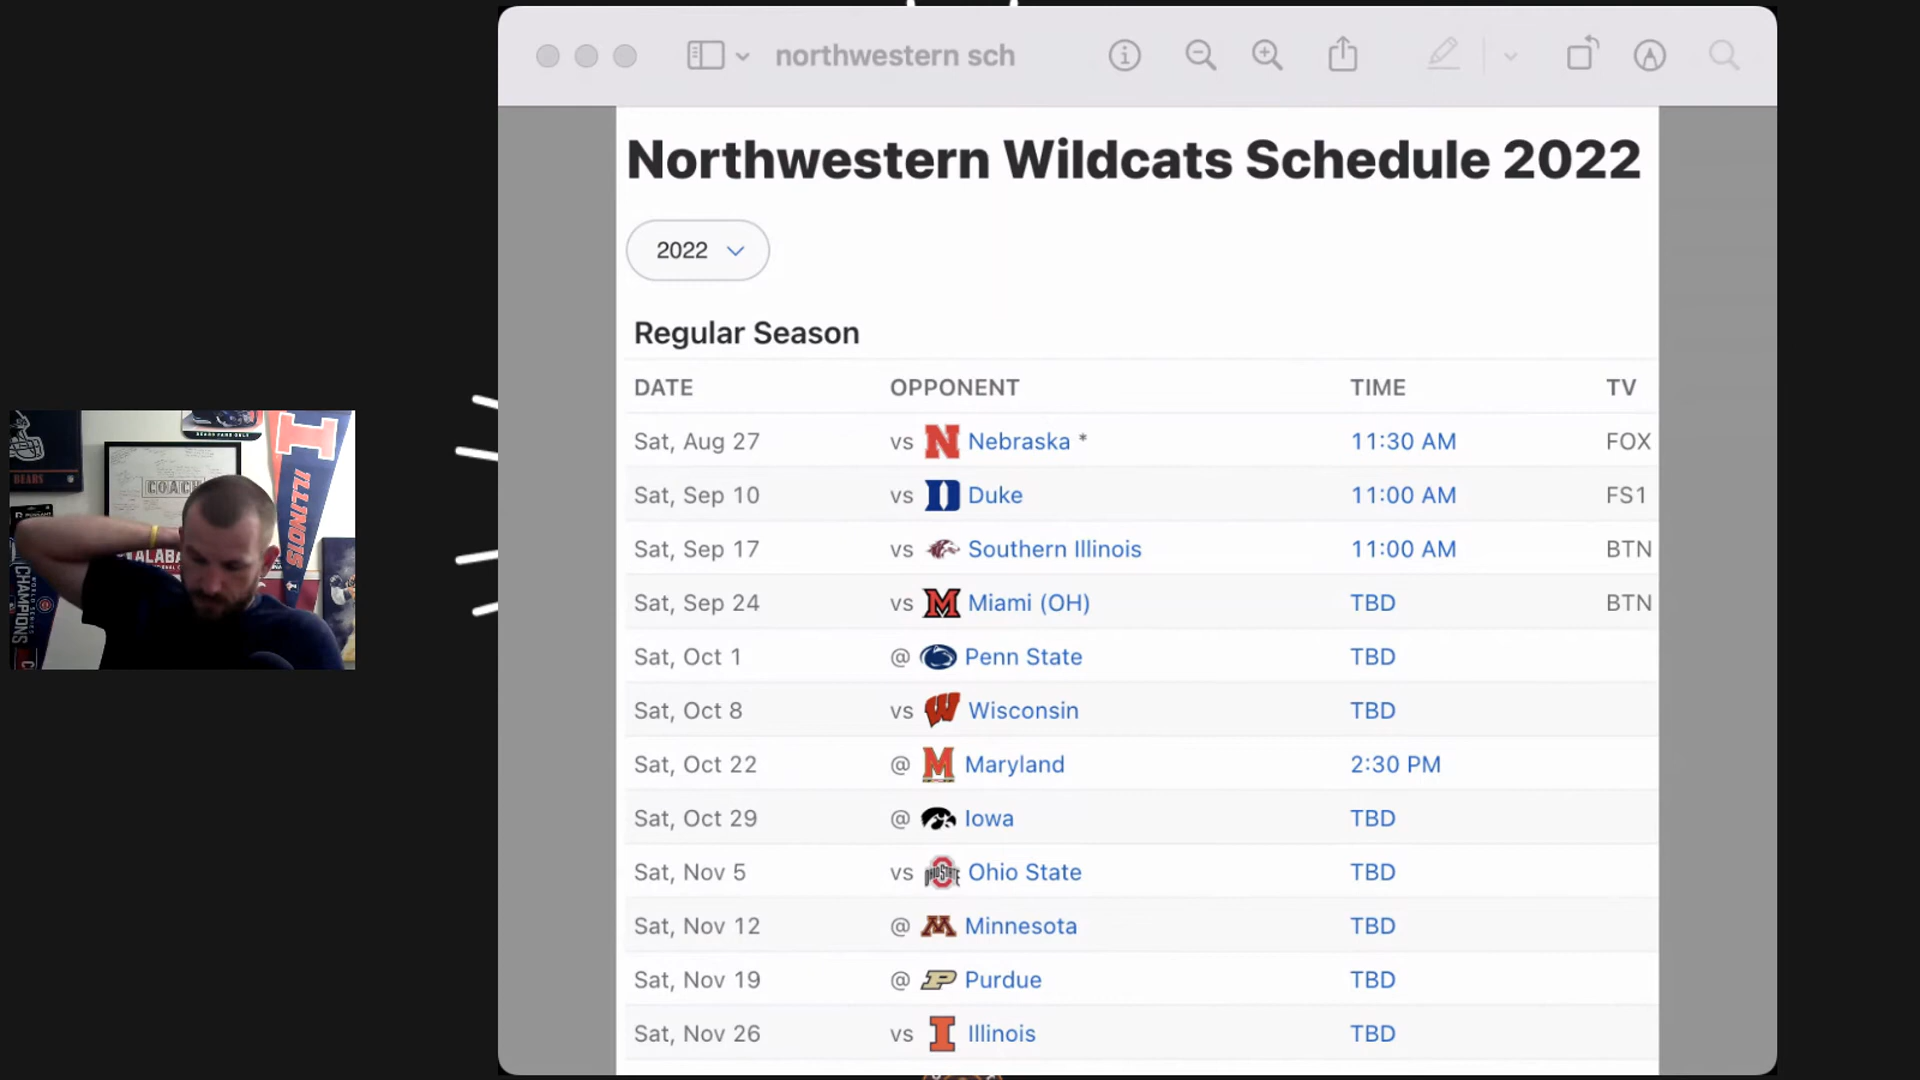 northwestern sch
Northwestern Wildcats Schedule 2022
2022
Regular Season
DATE OPPONENT TIME TV
Sat, Aug 27 vs N Nebraska * 11:30 AM FOX
Sat, Sep 10 vs D Duke 11:00 AM FS1
Sat, Sep 17 vs Southern Illinois 11:00 AM BTN
Sat, Sep 24 vs M Miami (OH) TBD BTN
Sat, Oct 1 @ Penn State TBD
Sat, Oct 8 vs W Wisconsin TBD
Sat, Oct 22 @ M Maryland 2:30 PM
Sat, Oct 29 @ Iowa TBD
Sat, Nov 5 vs OHIO STATE Ohio State TBD
Sat, Nov 12 @ M Minnesota TBD
Sat, Nov 19 @ P Purdue TBD
Sat, Nov 26 vs I Illinois TBD
BEARS
COACH
I
ILLINOIS
ALABA
WORLD SERIES
CHAMPIONS